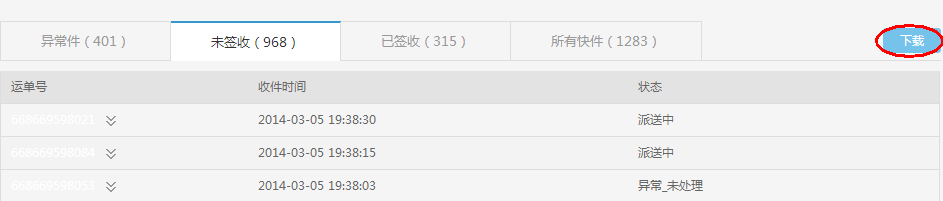 异常件（401） 未签收（968） 已签收（315） 所有快件（1283） 下载
运单号 收件时间 状态
668669598021 2014-03-05 19:38:30 派送中
668669598084 2014-03-05 19:38:15 派送中
668669598053 2014-03-05 19:38:03 异常_未处理